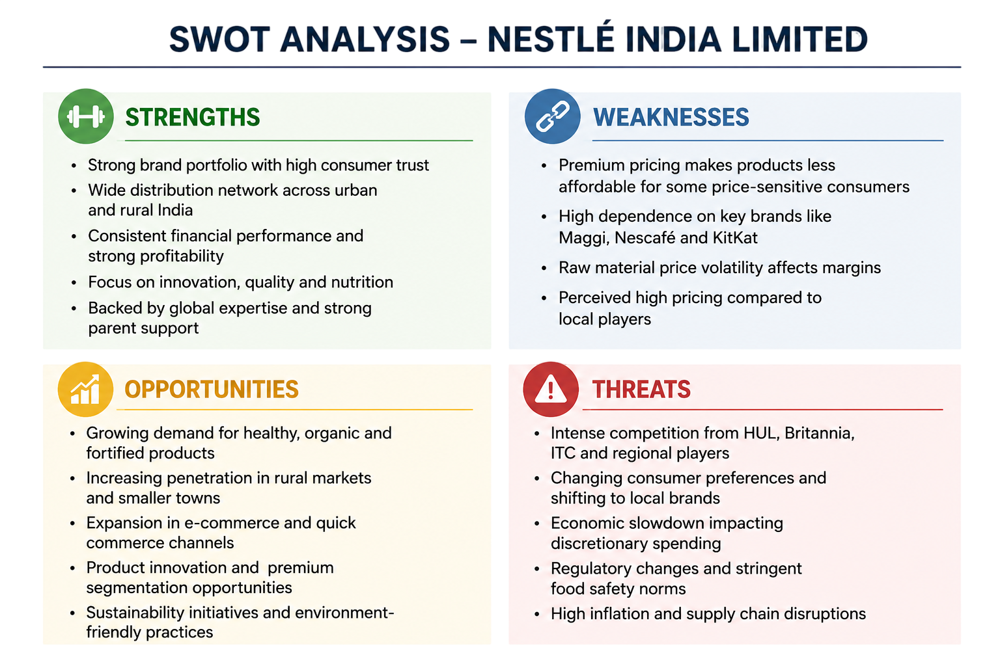 SWOT ANALYSIS – NESTLÉ INDIA LIMITED
STRENGTHS
• Strong brand portfolio with high consumer trust
• Wide distribution network across urban
and rural India
• Consistent financial performance and
strong profitability
• Focus on innovation, quality and nutrition
• Backed by global expertise and strong
parent support
WEAKNESSES
• Premium pricing makes products less
affordable for some price-sensitive consumers
• High dependence on key brands like
Maggi, Nescafé and KitKat
• Raw material price volatility affects margins
• Perceived high pricing compared to
local players
OPPORTUNITIES
• Growing demand for healthy, organic and
fortified products
• Increasing penetration in rural markets
and smaller towns
• Expansion in e-commerce and quick
commerce channels
• Product innovation and premium
segmentation opportunities
• Sustainability initiatives and environment-
friendly practices
THREATS
• Intense competition from HUL, Britannia,
ITC and regional players
• Changing consumer preferences and
shifting to local brands
• Economic slowdown impacting
discretionary spending
• Regulatory changes and stringent
food safety norms
• High inflation and supply chain disruptions